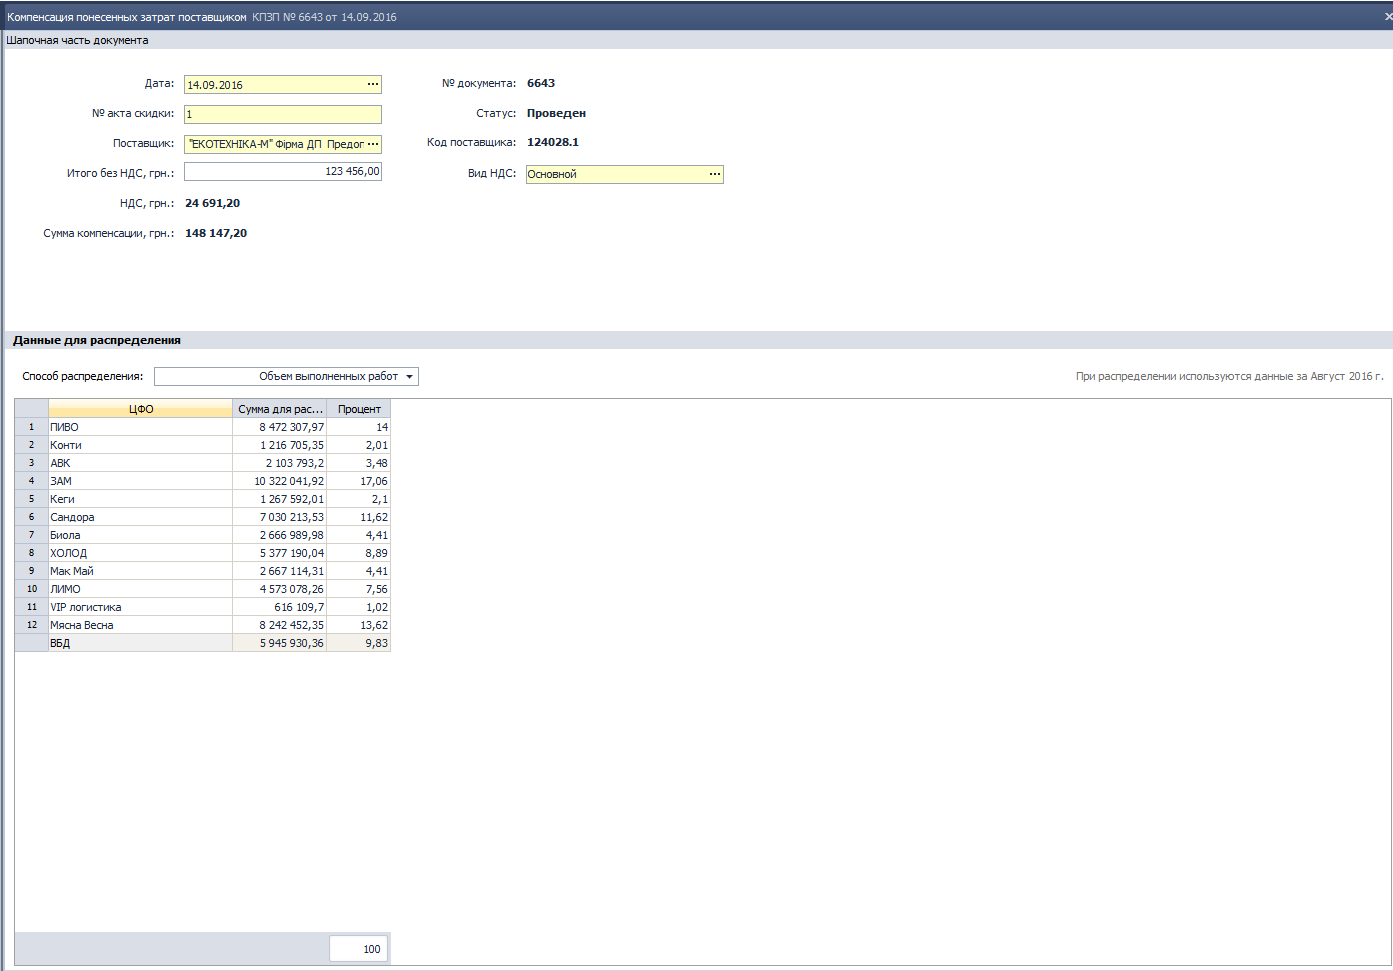 Компенсация понесенных затрат поставщиком КПЗП № 6643 от 14.09.2016
Шапочная часть документа
Дата: 14.09.2016 ... № документа: 6643
№ акта скидки: 1 Статус: Проведен
Поставщик: "ЕКОТЕХНІКА-М" Фірма ДП Предог ... Код поставщика: 124028.1
Итого без НДС, грн.: 123 456,00 Вид НДС: Основной ...
НДС, грн.: 24 691,20
Сумма компенсации, грн.: 148 147,20
Данные для распределения
Способ распределения: Объем выполненных работ При распределении используются данные за Август 2016 г.
ЦФО Сумма для рас... Процент
1 ПИВО 8 472 307,97 14
2 Конти 1 216 705,35 2,01
3 АВК 2 103 793,2 3,48
4 ЗАМ 10 322 041,92 17,06
5 Кеги 1 267 592,01 2,1
6 Сандора 7 030 213,53 11,62
7 Биола 2 666 989,98 4,41
8 ХОЛОД 5 377 190,04 8,89
9 Мак Май 2 667 114,31 4,41
10 ЛИМО 4 573 078,26 7,56
11 VIP логистика 616 109,7 1,02
12 Мясна Весна 8 242 452,35 13,62
ВБД 5 945 930,36 9,83
100